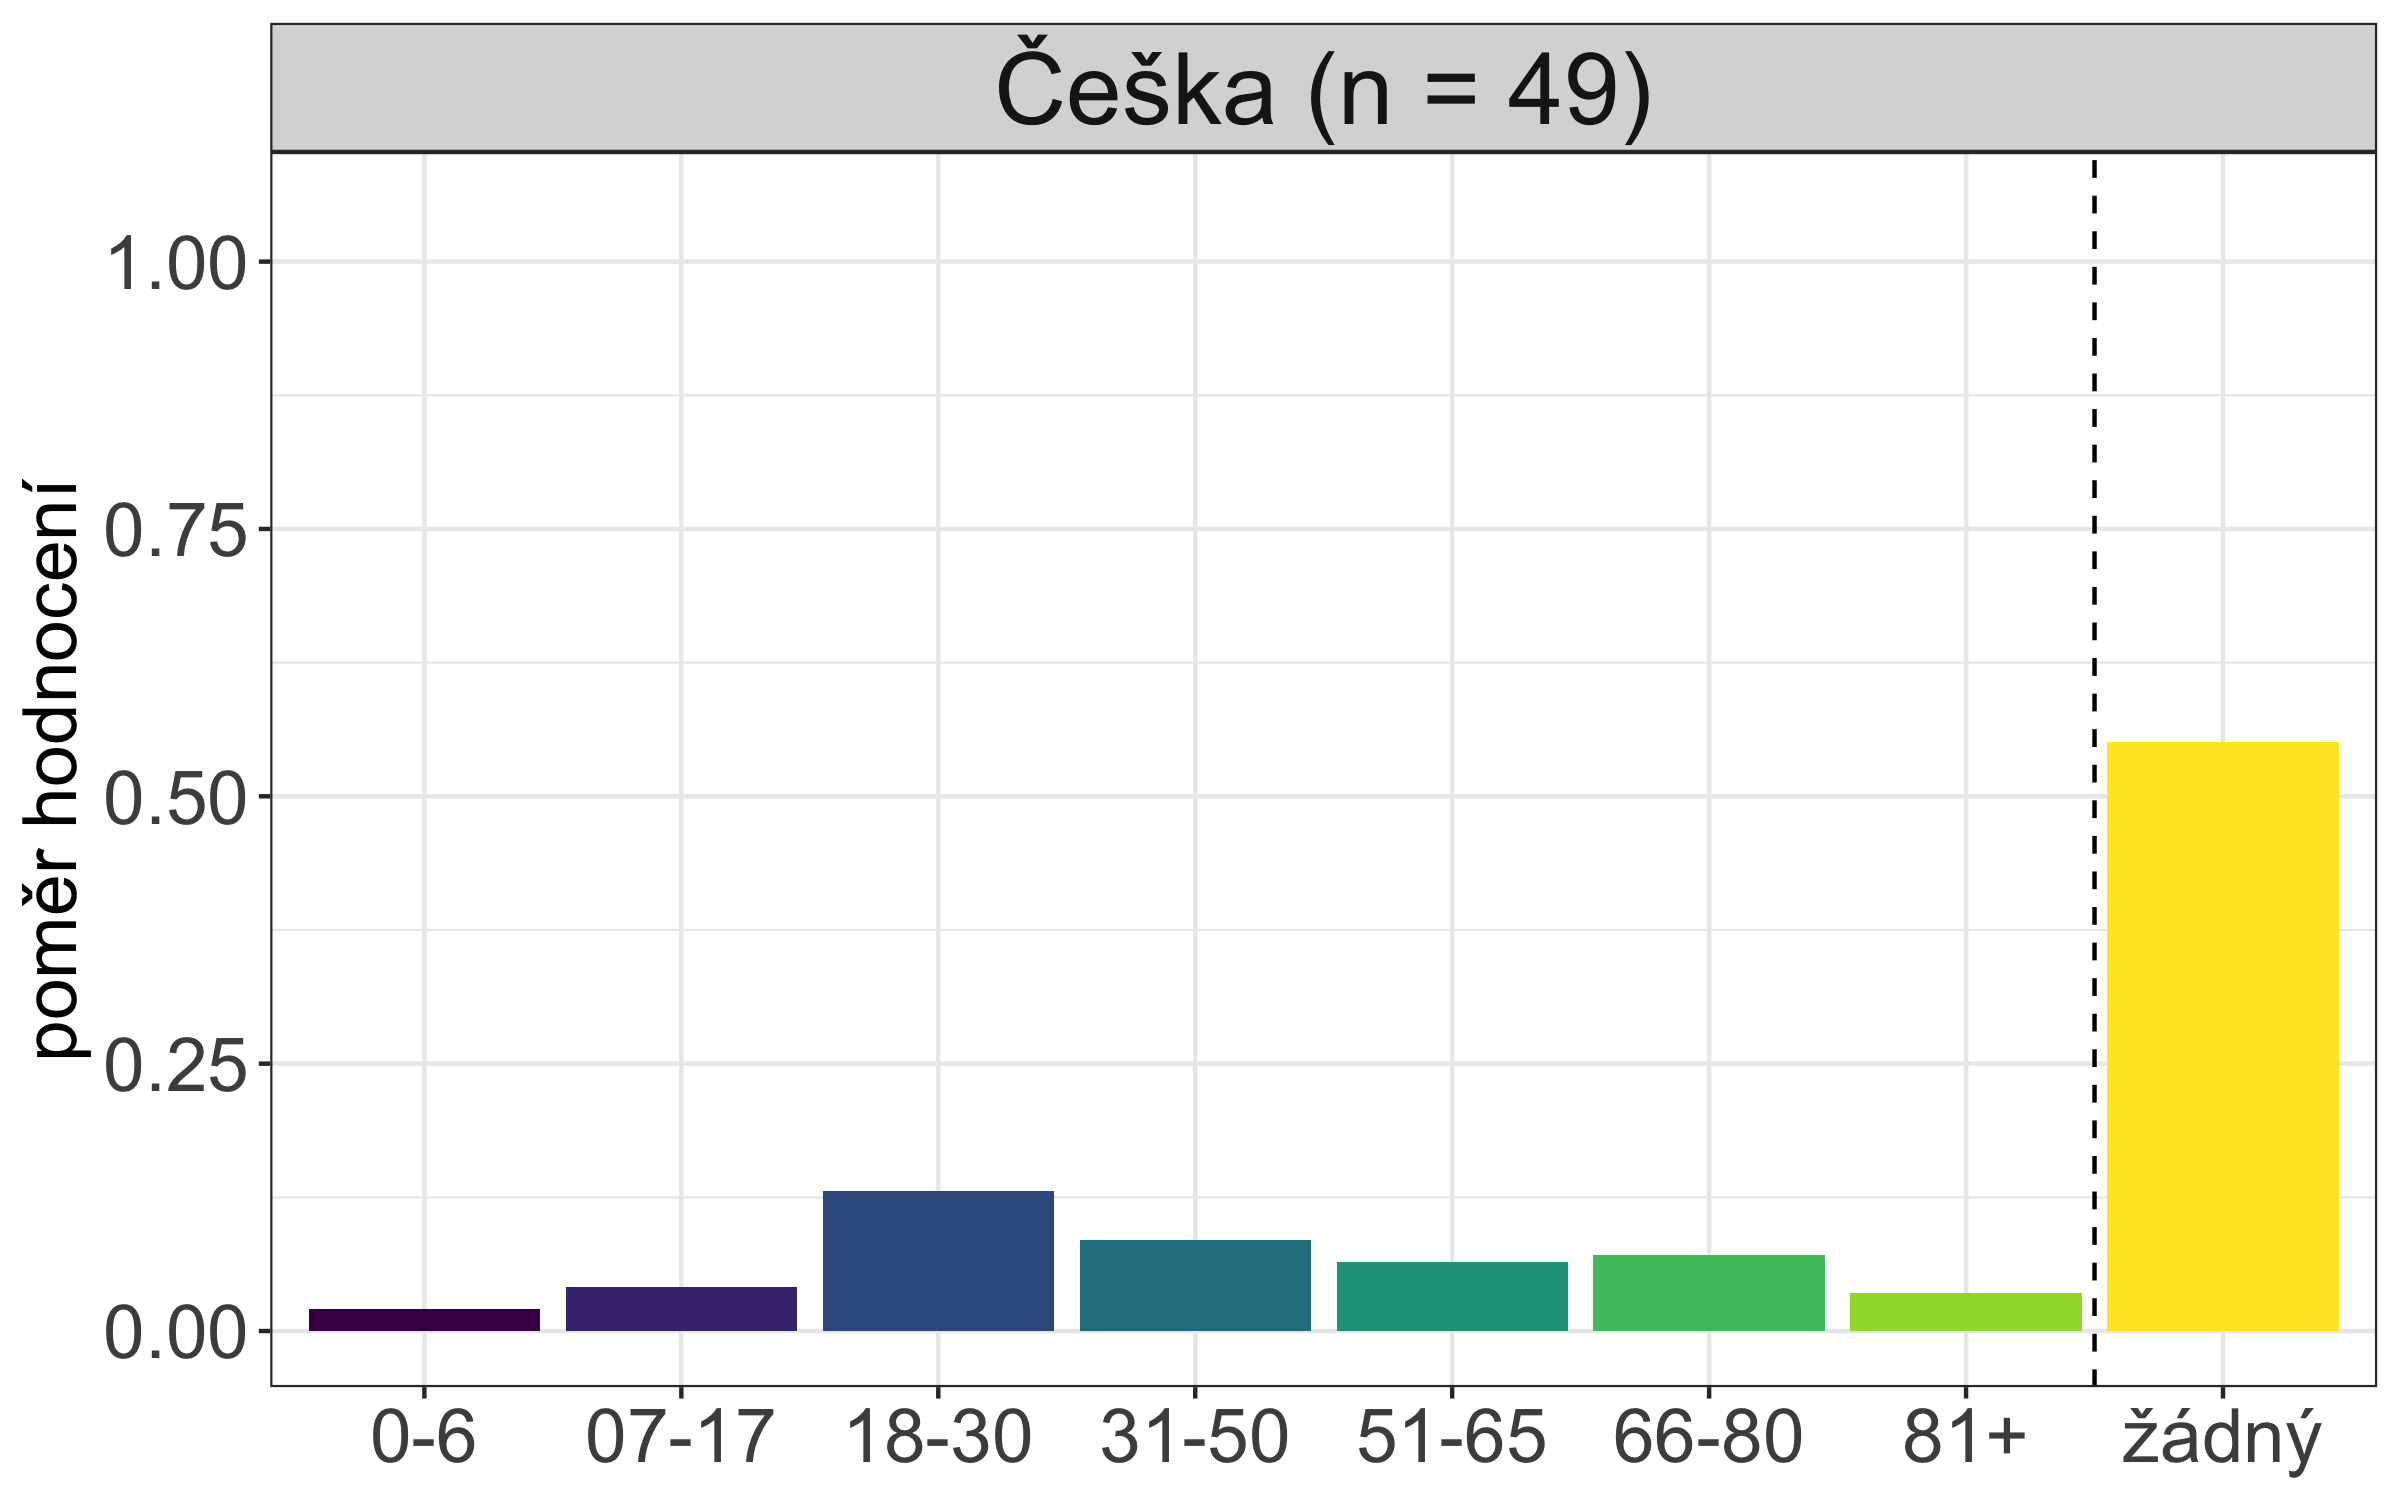 Češka (n = 49)
poměr hodnocení
1.00
0.75
0.50
0.25
0.00
0-6 07-17 18-30 31-50 51-65 66-80 81+ žádný